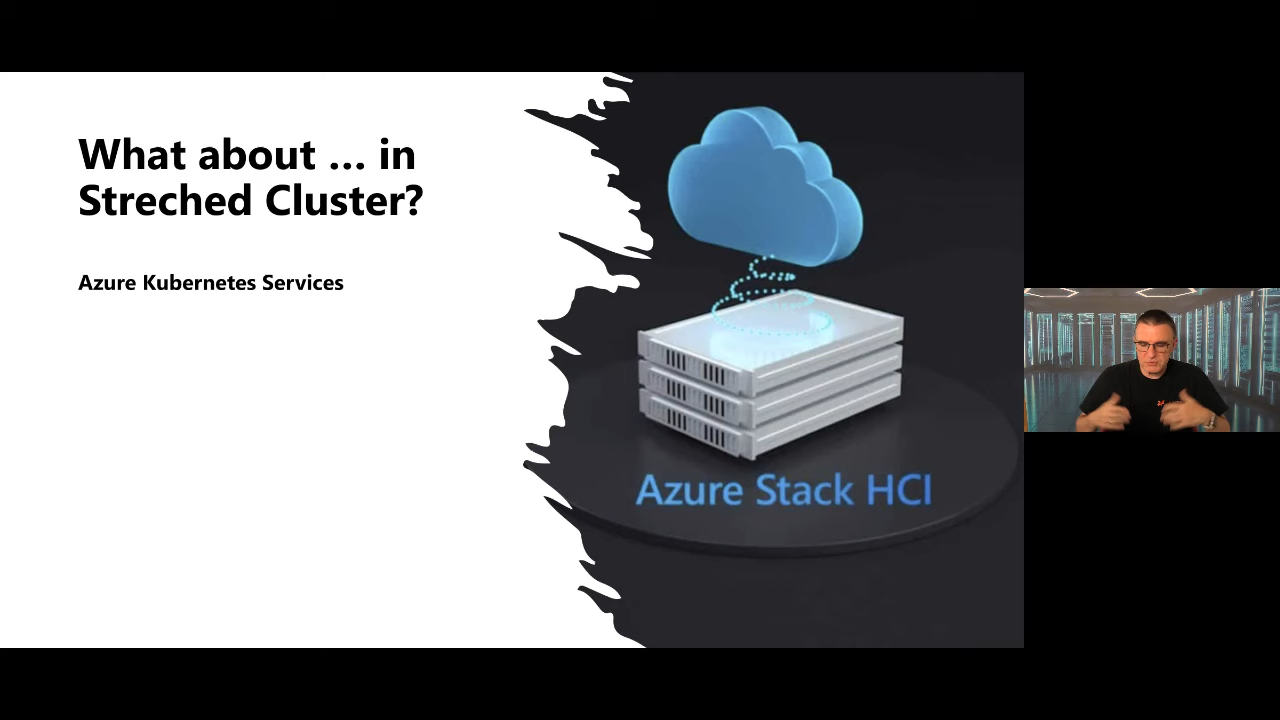 What about ... in
Streched Cluster?
Azure Kubernetes Services
Azure Stack HCI